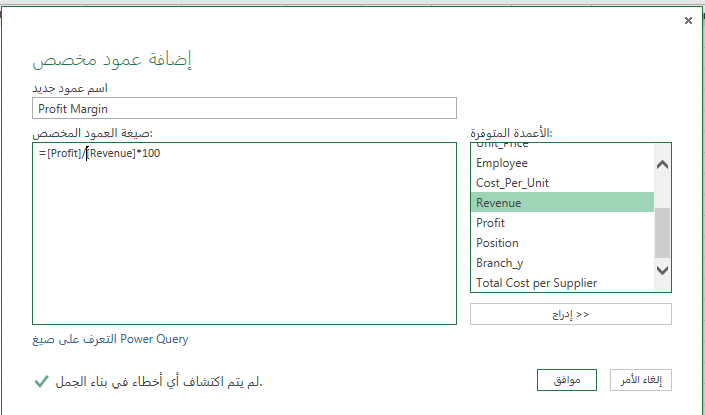 إضافة عمود مخصص
اسم عمود جديد
Profit Margin
صيغة العمود المخصص:
=[Profit]/[Revenue]*100
الأعمدة المتوفرة:
Unit_Price
Employee
Cost_Per_Unit
Revenue
Profit
Position
Branch_y
Total Cost per Supplier
<< إدراج
التعرف على صيغ Power Query
لم يتم اكتشاف أي أخطاء في بناء الجمل.
موافق
إلغاء الأمر